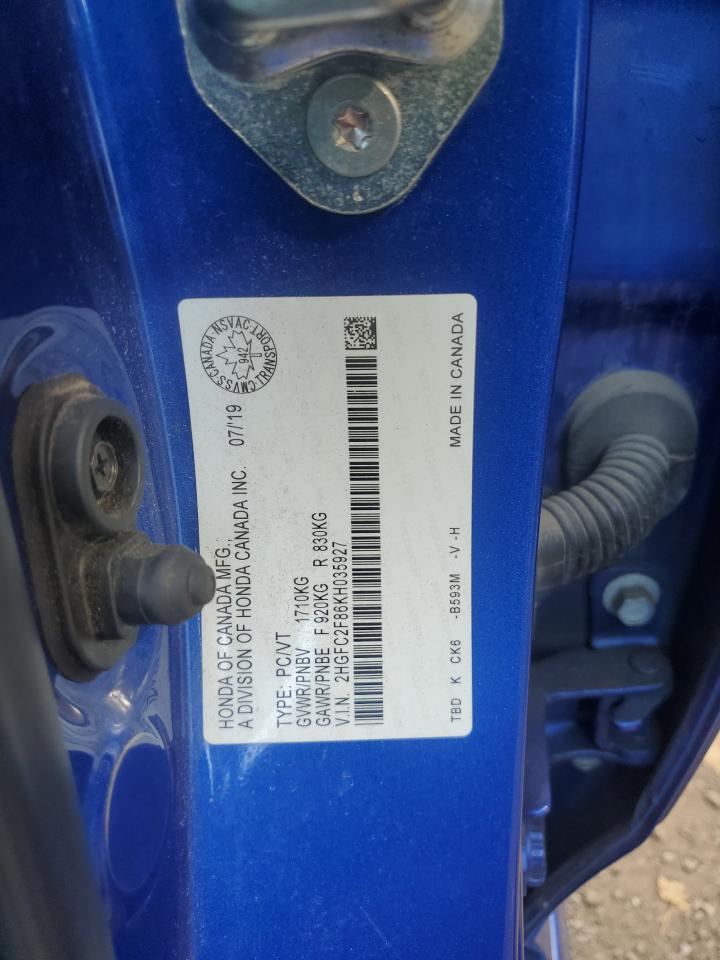 HONDA OF CANADA MFG.,
A DIVISION OF HONDA CANADA INC. 07/'19
CMVSS·CANADA·NSVAC·TRANSPORT
942
TYPE: PC/VT
GVWR/PNBV 1710KG
GAWR/PNBE F 920KG R 830KG
V.I.N. 2HGFC2F86KH035927
TBD K CK6 -B593M -V -H MADE IN CANADA